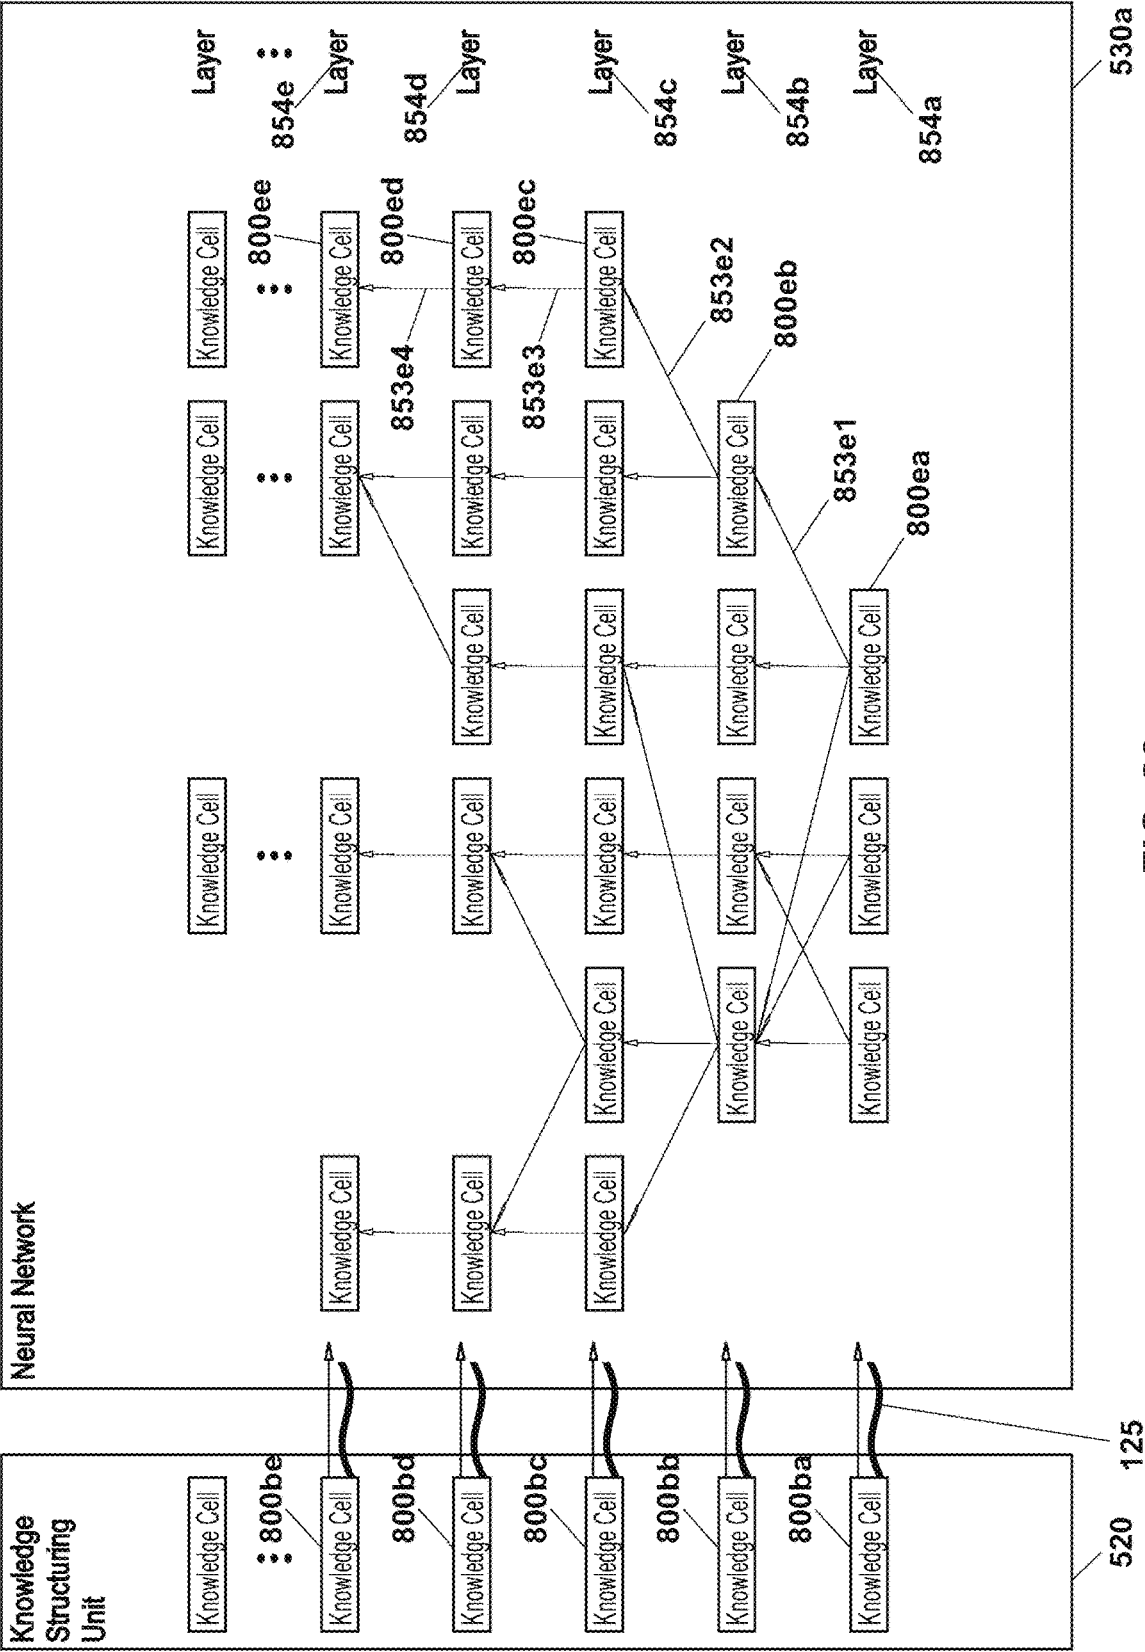 Knowledge
Structuring
Unit
Neural Network
Knowledge Cell
Knowledge Cell
Knowledge Cell
Knowledge Cell
Layer
800be
800ee
854e
Knowledge Cell
Knowledge Cell
Knowledge Cell
Knowledge Cell
Knowledge Cell
Layer
800bd
853e4
800ed
854d
Knowledge Cell
Knowledge Cell
Knowledge Cell
Knowledge Cell
Knowledge Cell
Knowledge Cell
Layer
800bc
853e3
800ec
Knowledge Cell
Knowledge Cell
Knowledge Cell
Knowledge Cell
Knowledge Cell
Knowledge Cell
Knowledge Cell
Layer
800bb
853e2
854c
Knowledge Cell
Knowledge Cell
Knowledge Cell
Knowledge Cell
Knowledge Cell
Layer
800ba
800eb
854b
853e1
Knowledge Cell
Knowledge Cell
Knowledge Cell
Knowledge Cell
Layer
800ea
854a
520
125
530a